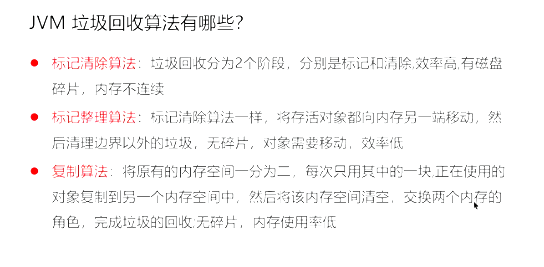 JVM 垃圾回收算法有哪些？
标记清除算法：垃圾回收分为2个阶段，分别是标记和清除,效率高,有磁盘
碎片，内存不连续
标记整理算法：标记清除算法一样，将存活对象都向内存另一端移动，然
后清理边界以外的垃圾，无碎片，对象需要移动，效率低
复制算法：将原有的内存空间一分为二，每次只用其中的一块,正在使用的
对象复制到另一个内存空间中，然后将该内存空间清空，交换两个内存的
角色，完成垃圾的回收;无碎片，内存使用率低